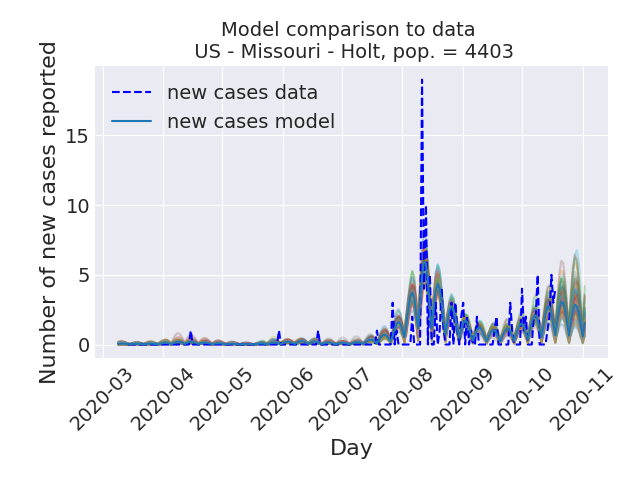 Model comparison to data
US - Missouri - Holt, pop. = 4403
new cases data
new cases model
Number of new cases reported
15
10
5
0
2020-03
2020-04
2020-05
2020-06
2020-07
2020-08
2020-09
2020-10
2020-11
Day